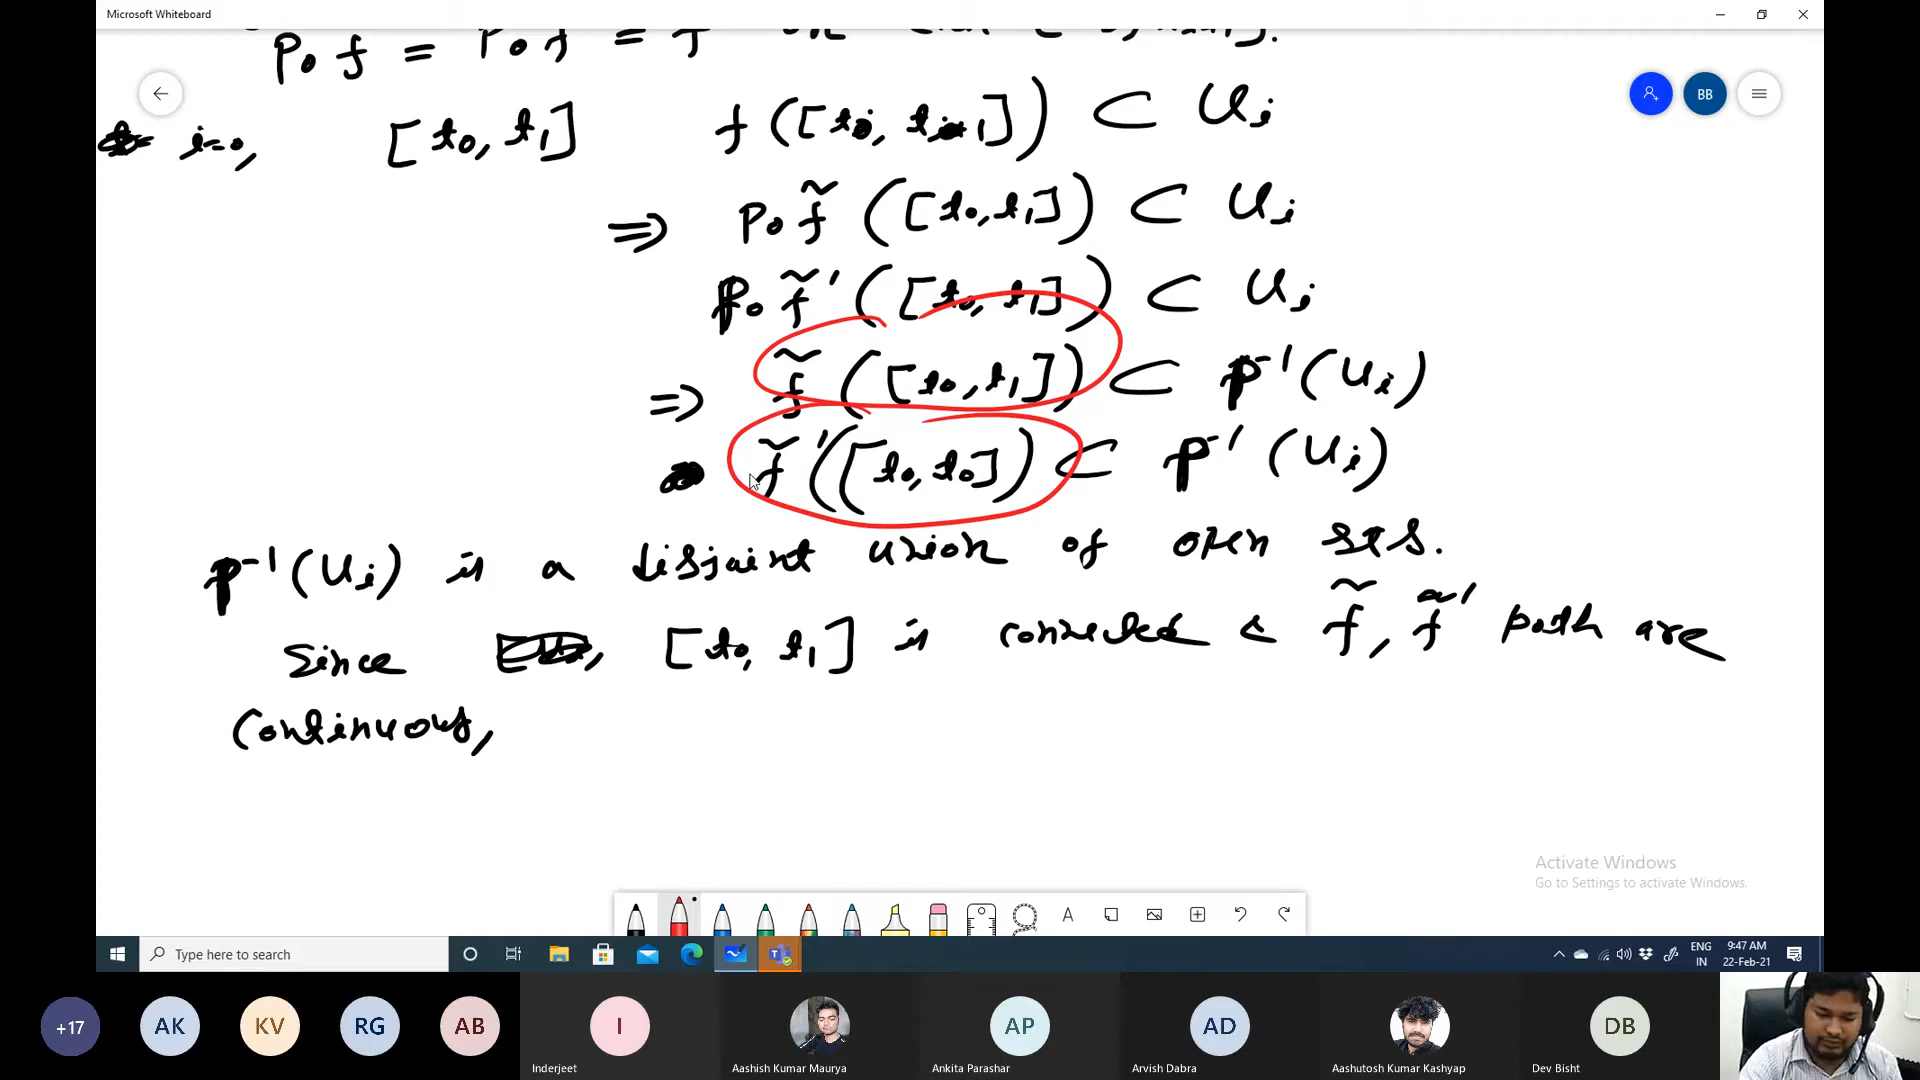 Microsoft Whiteboard
BB
i=0, [t₀, t₁] f([tᵢ, tᵢ₊₁]) ⊂ Uᵢ
⇒ p∘f̃([t₀,t₁]) ⊂ Uᵢ
p∘f̃'([t₀,t₁]) ⊂ Uᵢ
⇒ f̃([t₀,t₁]) ⊂ p⁻¹(Uᵢ)
f̃'([t₀,t₀]) ⊂ p⁻¹(Uᵢ)
p⁻¹(Uᵢ) is a disjoint union of open sets.
Since [t₀, t₁] is connected & f̃, f̃' path are
continuous,
Activate Windows
Go to Settings to activate Windows.
A
Type here to search
ENG
IN
9:47 AM
22-Feb-21
+17
AK
KV
RG
AB
I
AP
AD
DB
Inderjeet
Aashish Kumar Maurya
Ankita Parashar
Arvish Dabra
Aashutosh Kumar Kashyap
Dev Bisht